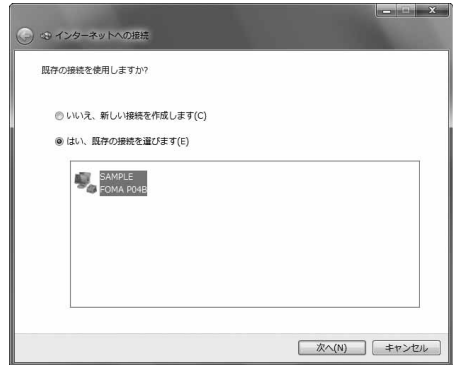 インターネットへの接続
既存の接続を使用しますか?
いいえ、新しい接続を作成します(C)
はい、既存の接続を選びます(E)
SAMPLE
FOMA P04B
次へ(N)
キャンセル